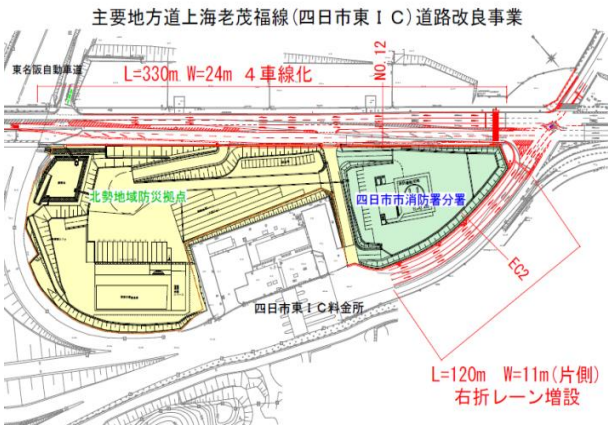 主要地方道上海老茂福線(四日市東IC)道路改良事業
東名阪自動車道
L=330m W=24m 4車線化
NO.12
北勢地域防災拠点
四日市市消防署分署
EC2
四日市東IC料金所
L=120m W=11m(片側)
右折レーン増設